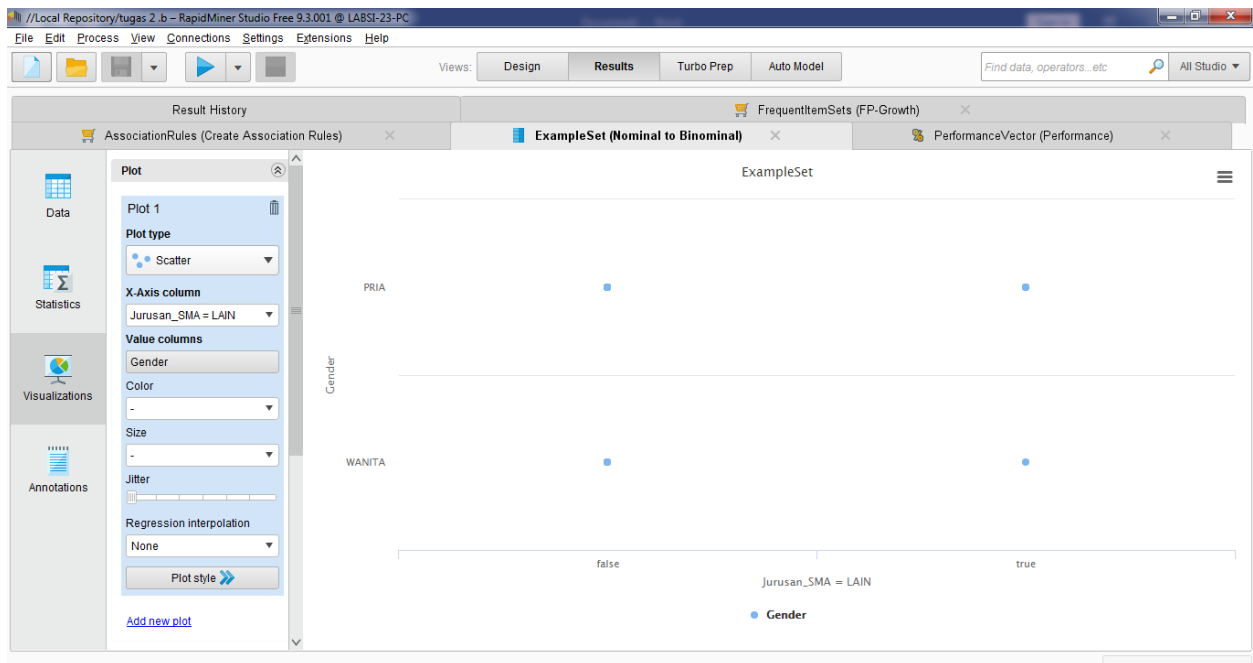 //Local Repository/tugas 2 .b – RapidMiner Studio Free 9.3.001 @ LABSI-23-PC
File Edit Process View Connections Settings Extensions Help
Views: Design Results Turbo Prep Auto Model Find data, operators...etc All Studio
Result History FrequentItemSets (FP-Growth)
AssociationRules (Create Association Rules) ExampleSet (Nominal to Binominal) PerformanceVector (Performance)
Data
Statistics
Visualizations
Annotations
Plot
Plot 1
Plot type
Scatter
X-Axis column
Jurusan_SMA = LAIN
Value columns
Gender
Color
-
Size
-
Jitter
Regression interpolation
None
Plot style
Add new plot
ExampleSet
PRIA
Gender
WANITA
false true
Jurusan_SMA = LAIN
Gender